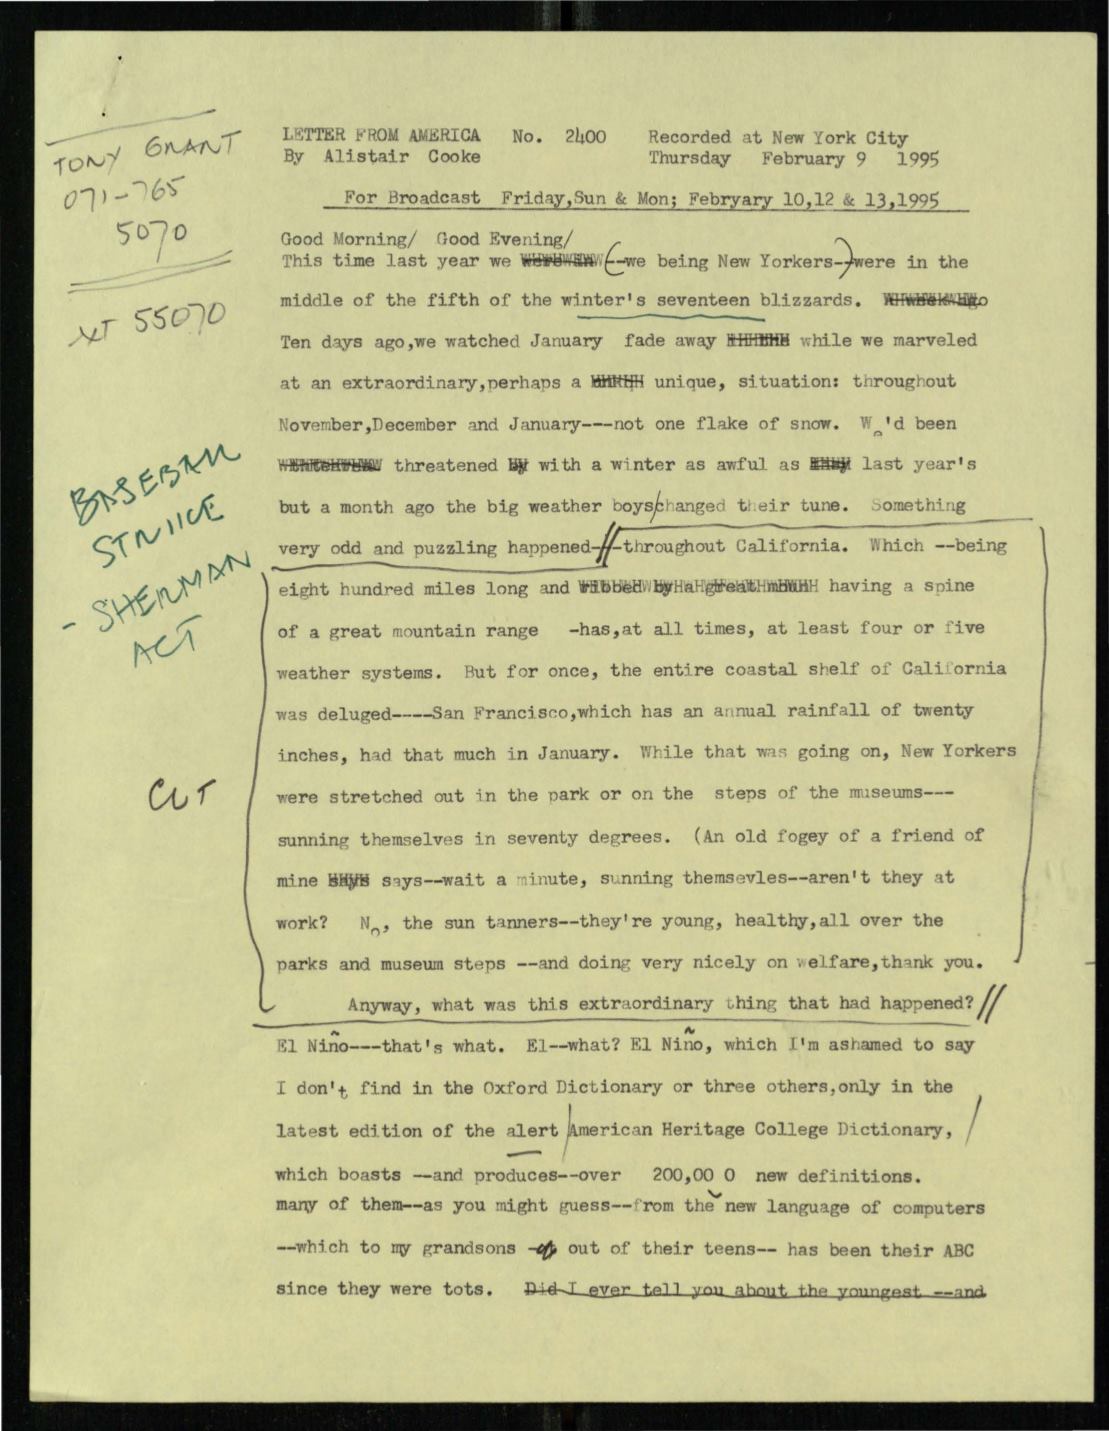 TONY GRANT
071-765
5070
XT 55070
LETTER FROM AMERICA No. 2400 Recorded at New York City
By Alistair Cooke Thursday February 9 1995
For Broadcast Friday,Sun & Mon; Febryary 10,12 & 13,1995
Good Morning/ Good Evening/
This time last year we (--we being New Yorkers--)were in the
middle of the fifth of the winter's seventeen blizzards.
Ten days ago,we watched January fade away while we marveled
at an extraordinary,perhaps a unique, situation: throughout
November,December and January---not one flake of snow. We'd been
threatened with a winter as awful as last year's
but a month ago the big weather boys/changed their tune. Something
very odd and puzzling happened-//-throughout California. Which --being
eight hundred miles long and having a spine
of a great mountain range -has,at all times, at least four or five
weather systems. But for once, the entire coastal shelf of California
was deluged----San Francisco,which has an annual rainfall of twenty
inches, had that much in January. While that was going on, New Yorkers
were stretched out in the park or on the steps of the museums---
sunning themselves in seventy degrees. (An old fogey of a friend of
mine says--wait a minute, sunning themsevles--aren't they at
work? No, the sun tanners--they're young, healthy,all over the
parks and museum steps --and doing very nicely on welfare,thank you.
Anyway, what was this extraordinary thing that had happened?//
El Niño---that's what. El--what? El Niño, which I'm ashamed to say
I don't find in the Oxford Dictionary or three others,only in the
latest edition of the alert/American Heritage College Dictionary,/
which boasts --and produces--over 200,00 0 new definitions.
many of them--as you might guess--from the new language of computers
--which to my grandsons out of their teens-- has been their ABC
since they were tots. Did I ever tell you about the youngest --and
BASEBALL
STRIKE
- SHERMAN
ACT
CUT